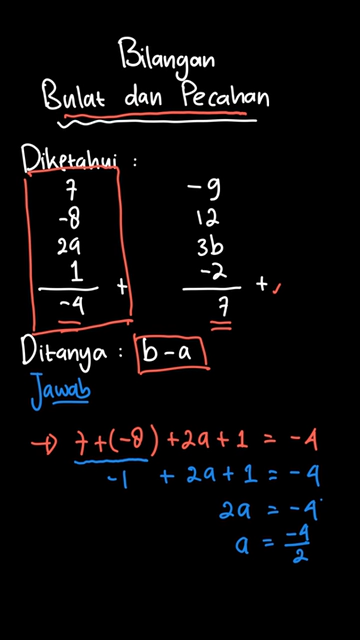 Bilangan
Bulat dan Pecahan
Diketahui :
7
-8
2a
1 +
-4
-9
12
3b
-2 +
7
Ditanya : b - a
Jawab
→ 7 + (-8) + 2a + 1 = -4
-1 + 2a + 1 = -4
2a = -4
a = -4/2